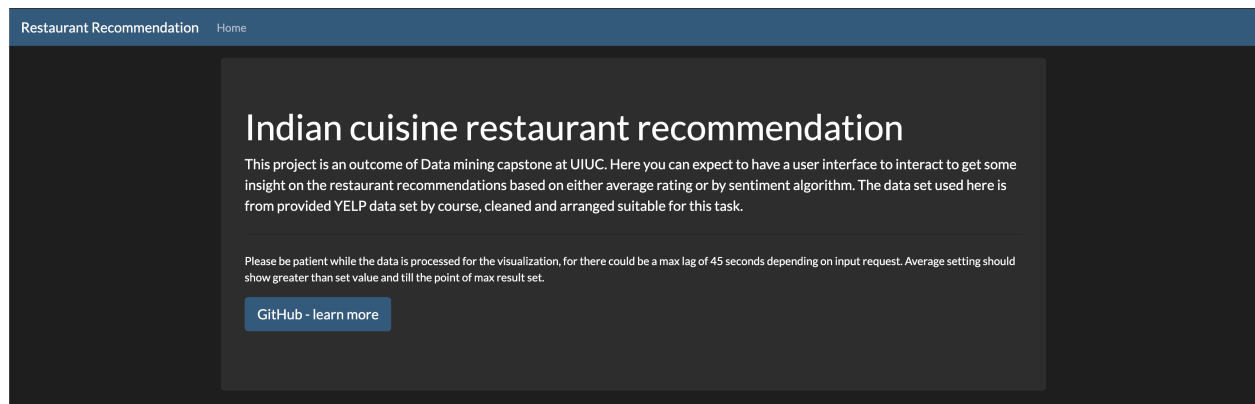 Restaurant Recommendation Home
Indian cuisine restaurant recommendation
This project is an outcome of Data mining capstone at UIUC. Here you can expect to have a user interface to interact to get some
insight on the restaurant recommendations based on either average rating or by sentiment algorithm. The data set used here is
from provided YELP data set by course, cleaned and arranged suitable for this task.
Please be patient while the data is processed for the visualization, for there could be a max lag of 45 seconds depending on input request. Average setting should
show greater than set value and till the point of max result set.
GitHub - learn more